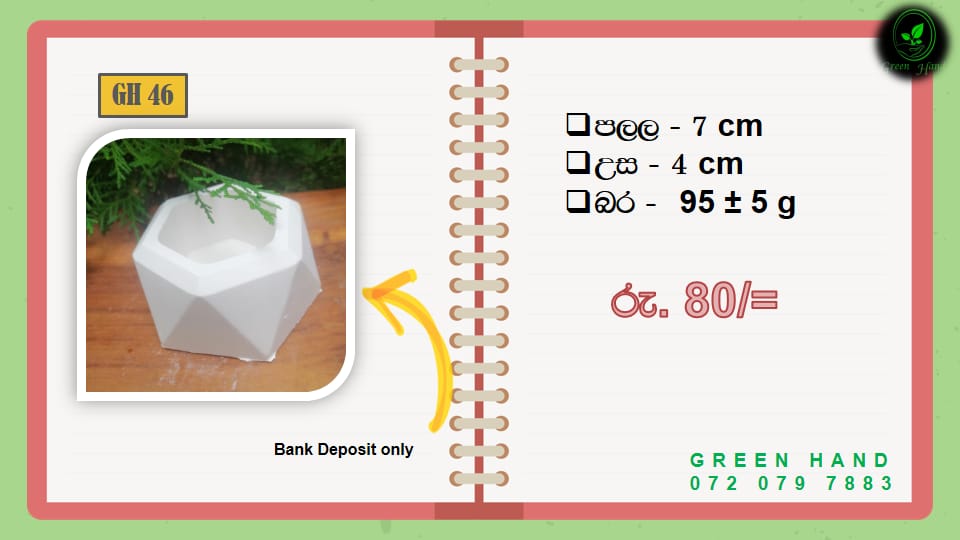 GH 46
Bank Deposit only
Green Hand
පලල - 7 cm
උස - 4 cm
බර - 95 ± 5 g
රු. 80/=
GREEN HAND
072 079 7883